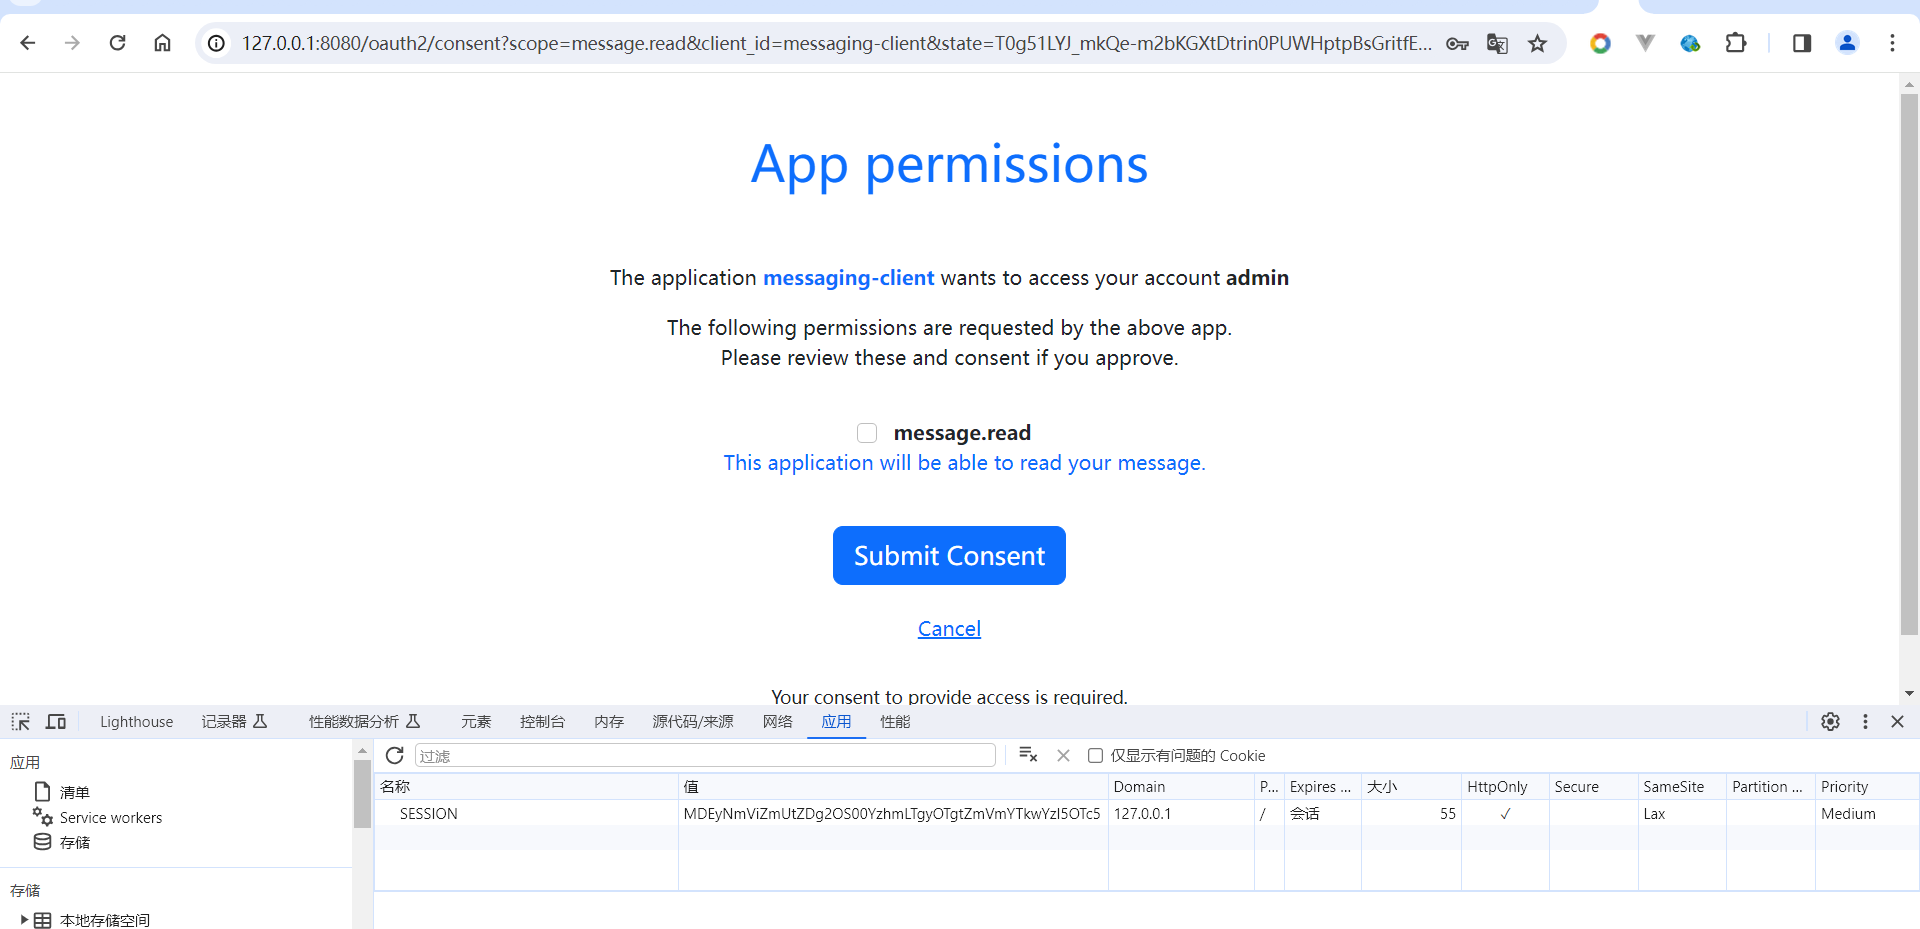 127.0.0.1:8080/oauth2/consent?scope=message.read&client_id=messaging-client&state=T0g51LYJ_mkQe-m2bKGXtDtrin0PUWHptpBsGritfE...
App permissions
The application messaging-client wants to access your account admin
The following permissions are requested by the above app.
Please review these and consent if you approve.
message.read
This application will be able to read your message.
Submit Consent
Cancel
Your consent to provide access is required.
Lighthouse 记录器 性能数据分析 元素 控制台 内存 源代码/来源 网络 应用 性能
应用
清单
Service workers
存储
存储
本地存储空间
过滤 仅显示有问题的 Cookie
名称 值 Domain P... Expires ... 大小 HttpOnly Secure SameSite Partition ... Priority
SESSION MDEyNmViZmUtZDg2OS00YzhmLTgyOTgtZmVmYTkwYzI5OTc5 127.0.0.1 / 会话 55 ✓ Lax Medium